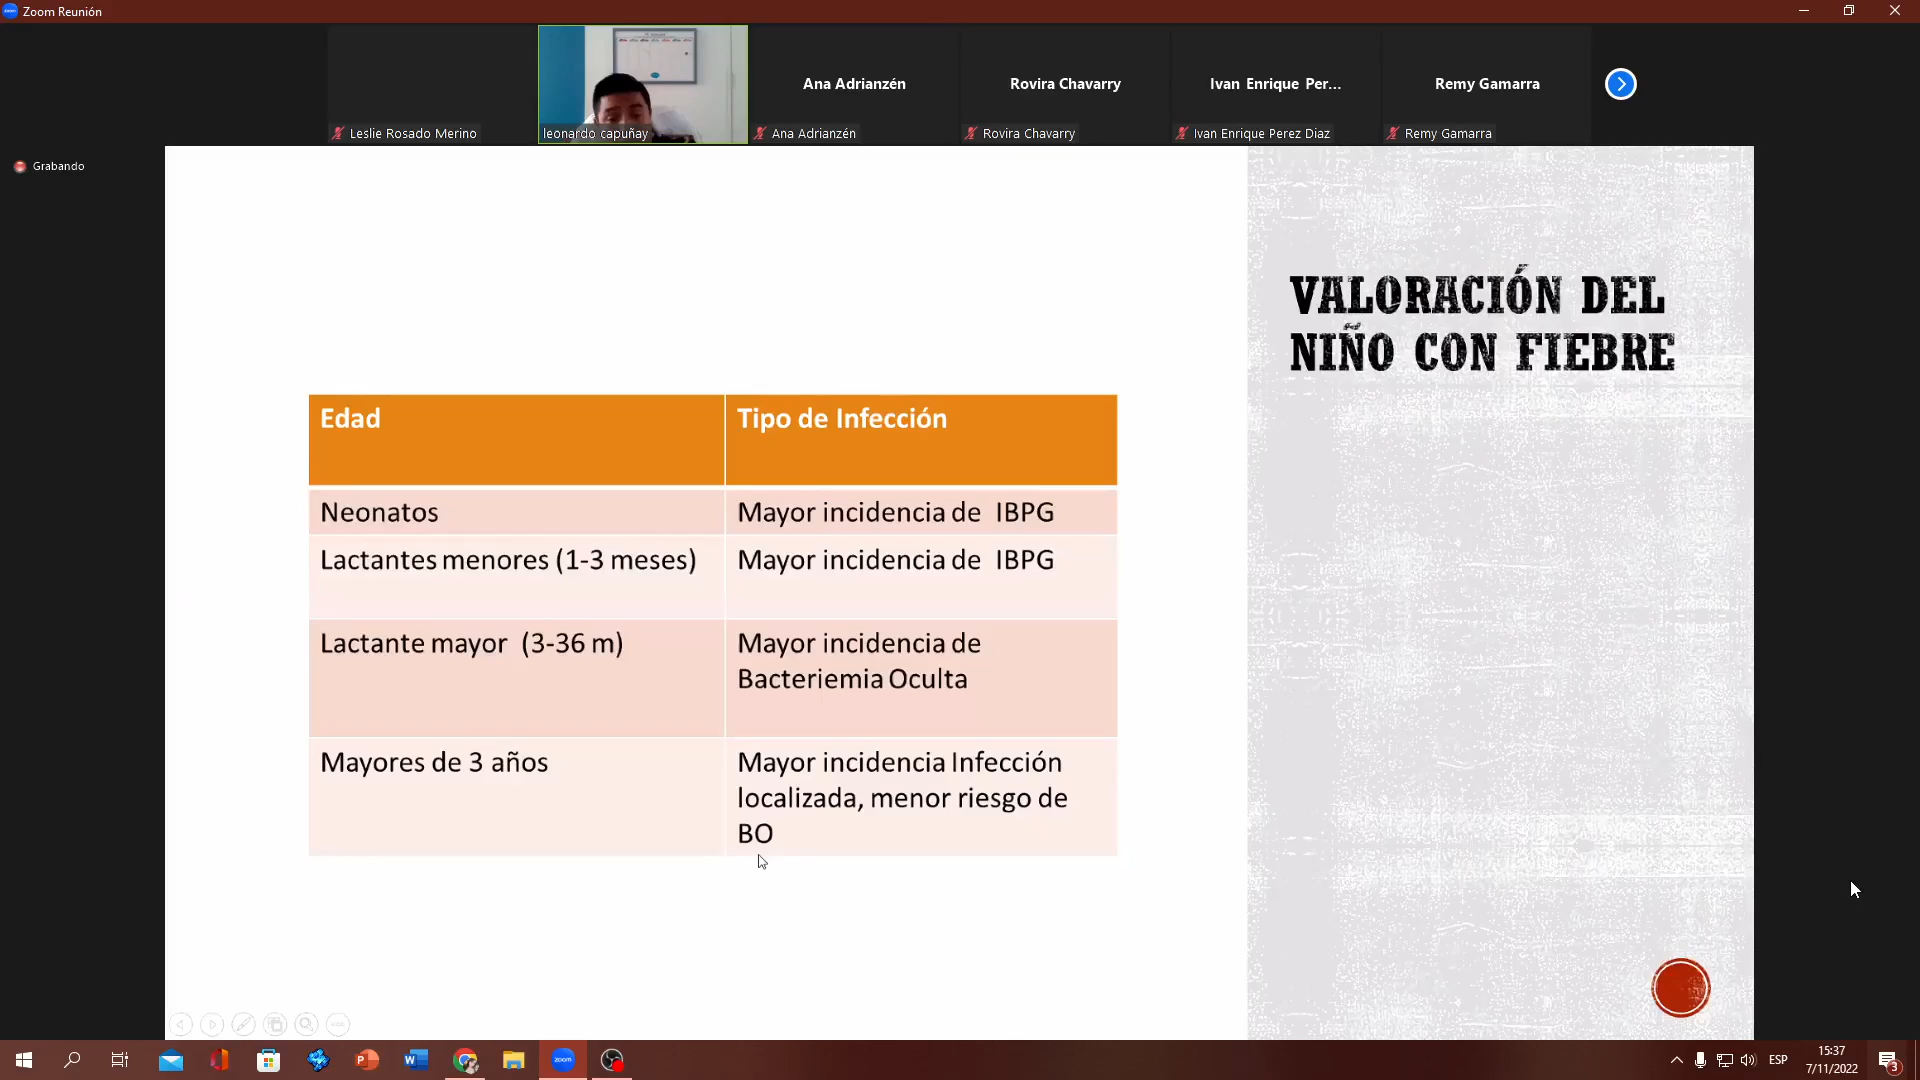 Zoom Reunión
Ana Adrianzén
Rovira Chavarry
Ivan Enrique Per...
Remy Gamarra
Leslie Rosado Merino
leonardo capuñay
Ana Adrianzén
Rovira Chavarry
Ivan Enrique Perez Diaz
Remy Gamarra
Grabando
VALORACIÓN DEL
NIÑO CON FIEBRE
Edad
Tipo de Infección
Neonatos
Mayor incidencia de IBPG
Lactantes menores (1-3 meses)
Mayor incidencia de IBPG
Lactante mayor (3-36 m)
Mayor incidencia de
Bacteriemia Oculta
Mayores de 3 años
Mayor incidencia Infección
localizada, menor riesgo de
BO
zoom
ESP
15:37
7/11/2022
3